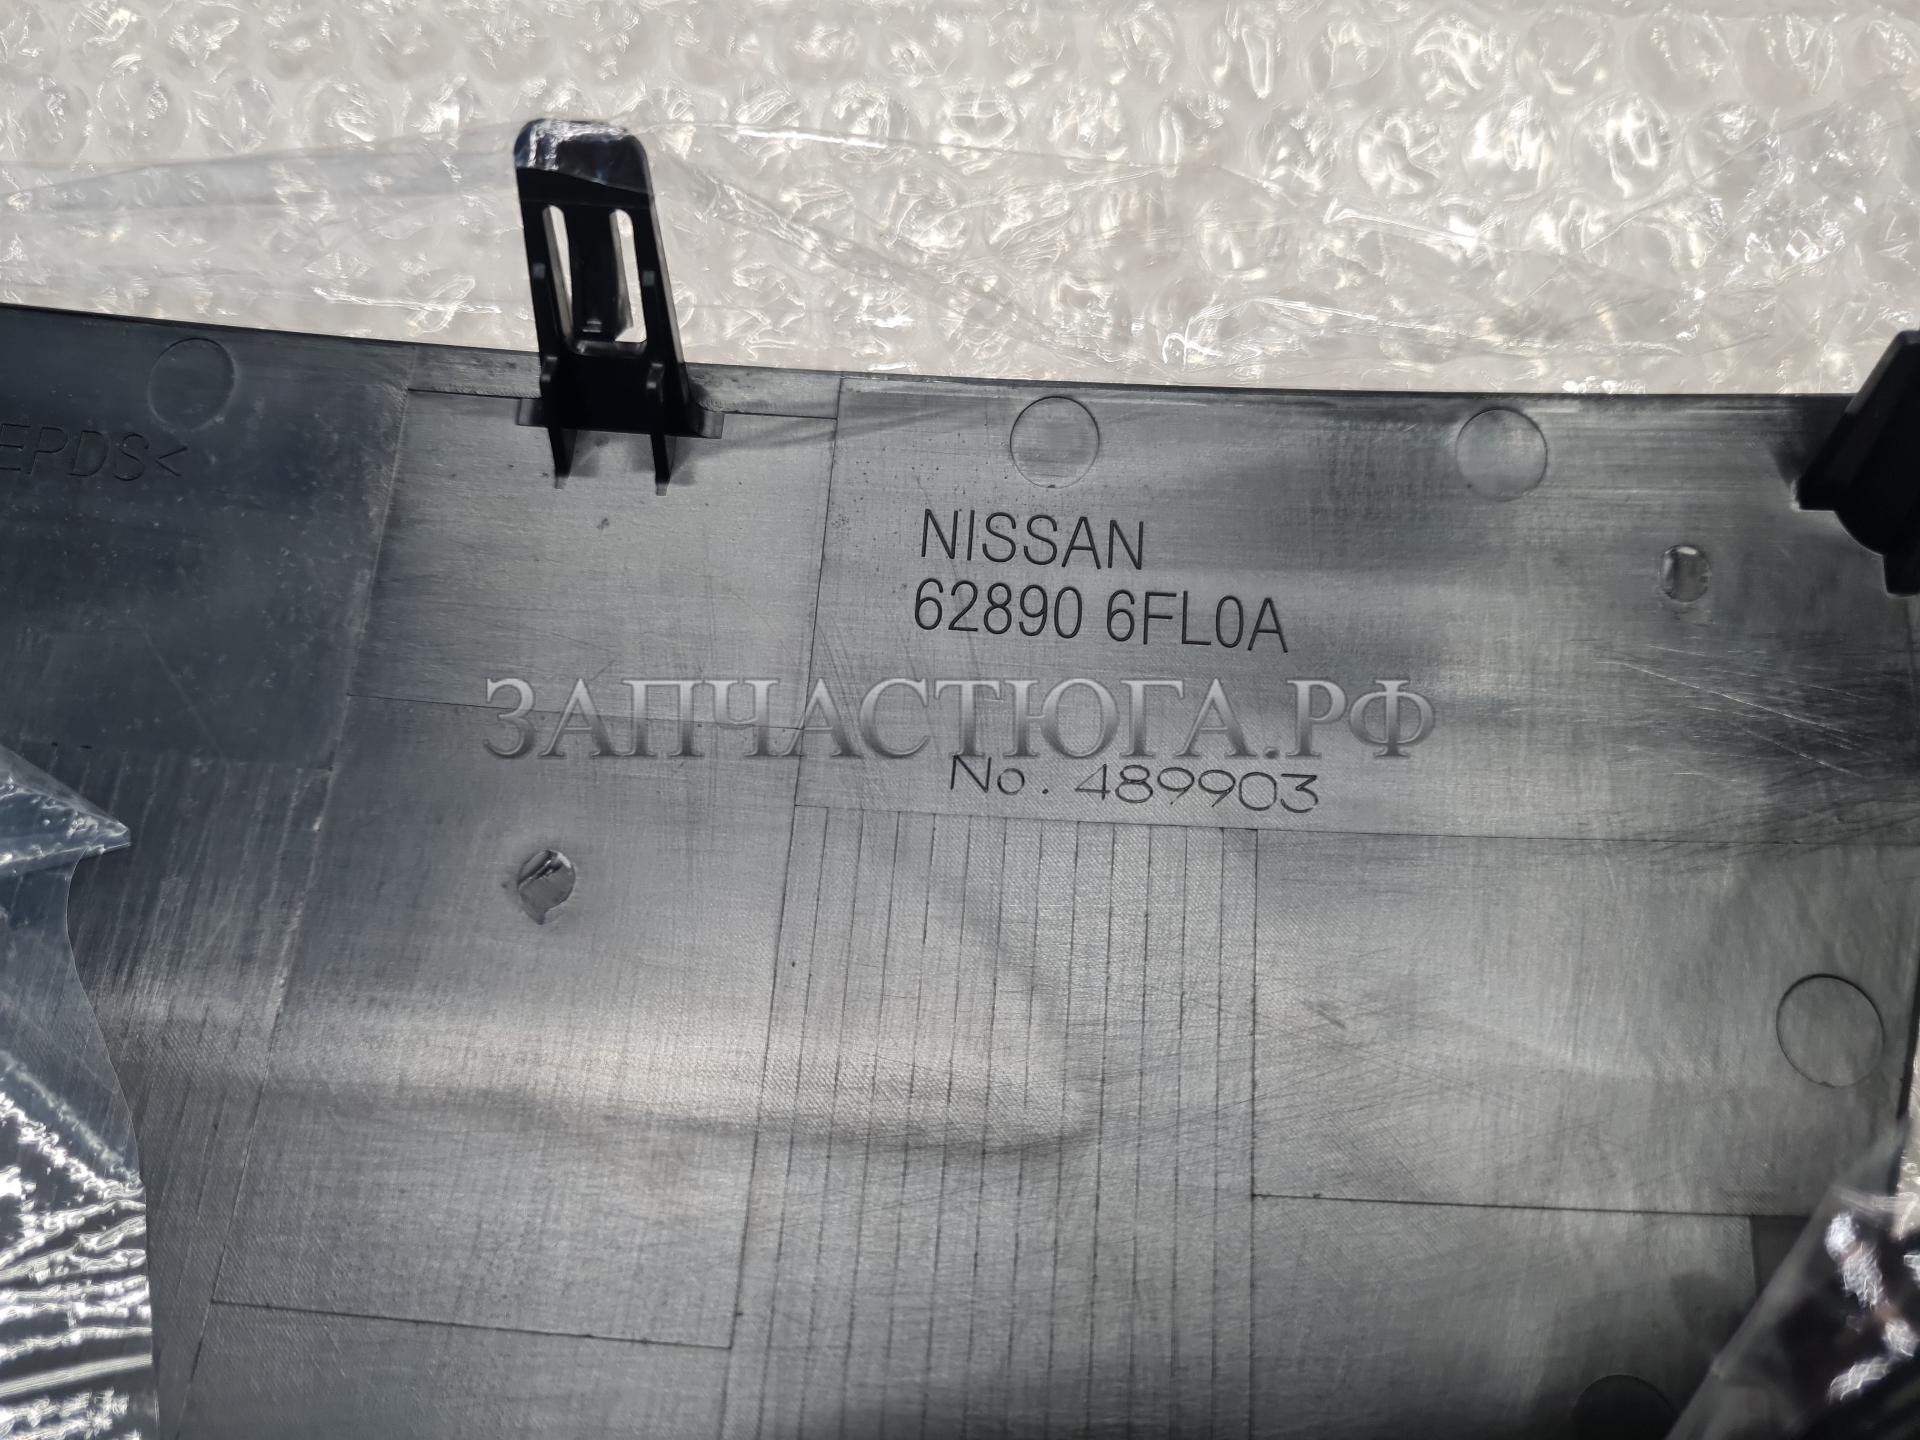 EPDS<
NISSAN
62890 6FL0A
ЗАПЧАСТЮГА.РФ
No. 489903